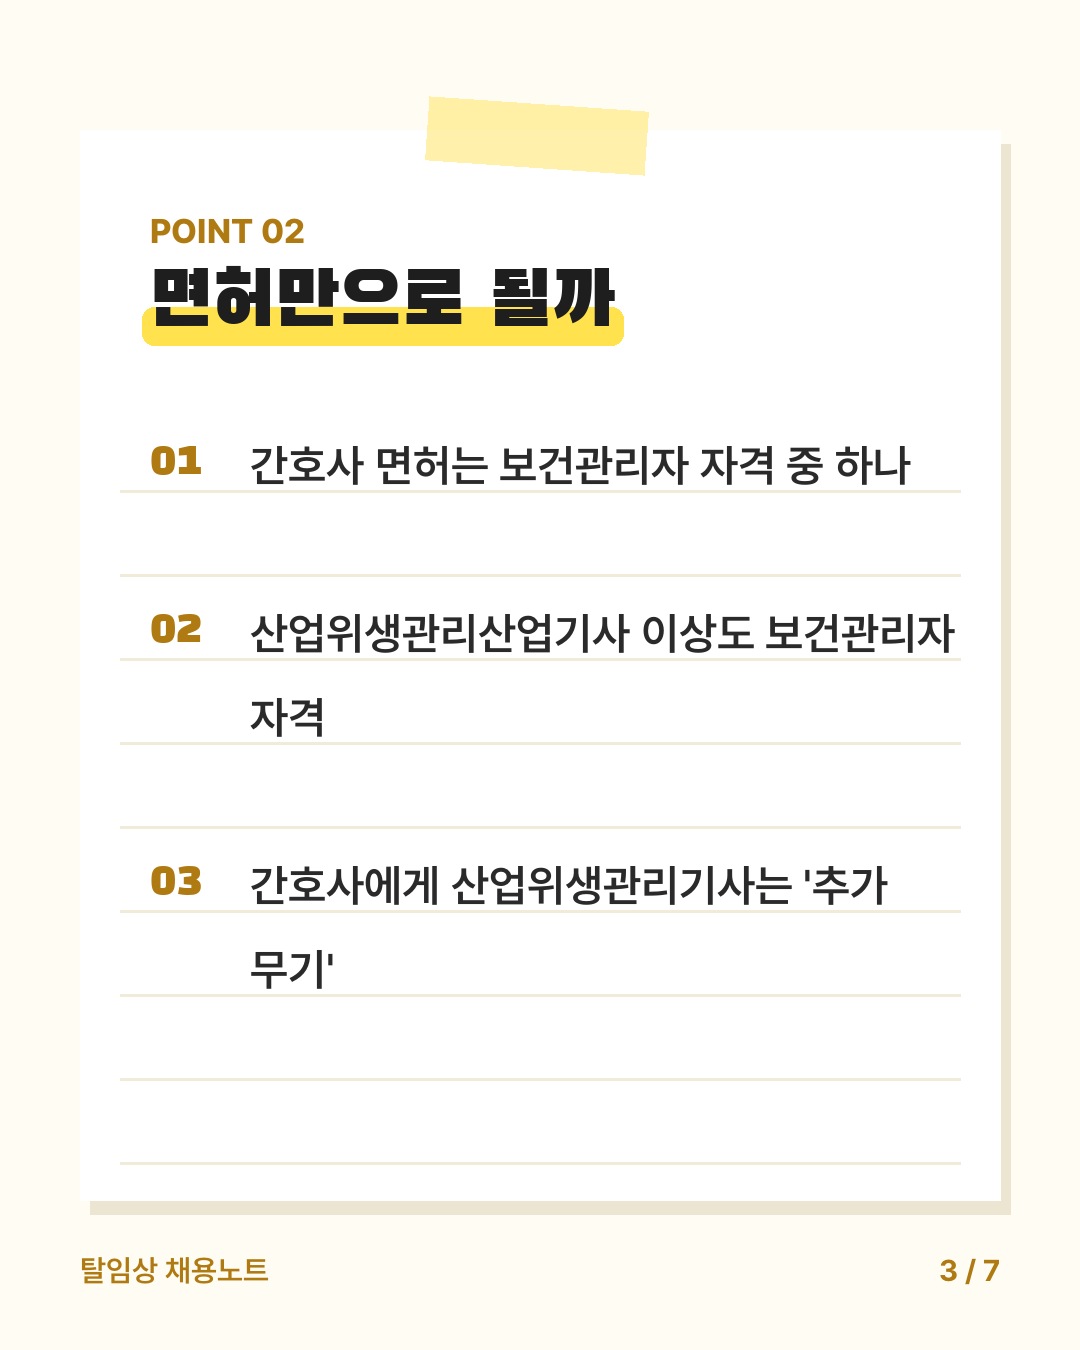 POINT 02
면허만으로 될까
01 간호사 면허는 보건관리자 자격 중 하나
02 산업위생관리산업기사 이상도 보건관리자
자격
03 간호사에게 산업위생관리기사는 '추가
무기'
탈임상 채용노트 3 / 7